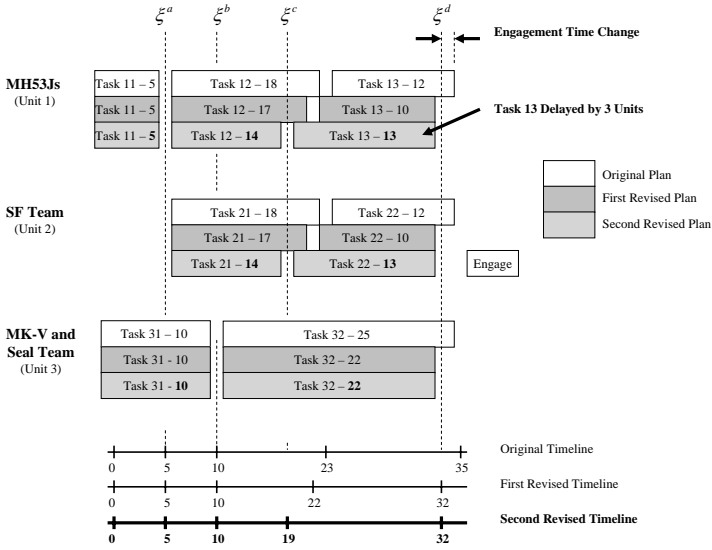 ξᵃ ξᵇ ξᶜ ξᵈ
Engagement Time Change
MH53Js
(Unit 1)
Task 11 – 5 Task 12 – 18 Task 13 – 12
Task 11 – 5 Task 12 – 17 Task 13 – 10
Task 11 – 5 Task 12 – 14 Task 13 – 13
Task 13 Delayed by 3 Units
Original Plan
First Revised Plan
Second Revised Plan
SF Team
(Unit 2)
Task 21 – 18 Task 22 – 12
Task 21 – 17 Task 22 – 10
Task 21 – 14 Task 22 – 13
Engage
MK-V and
Seal Team
(Unit 3)
Task 31 – 10 Task 32 – 25
Task 31 - 10 Task 32 – 22
Task 31 - 10 Task 32 – 22
Original Timeline
0 5 10 23 35
First Revised Timeline
0 5 10 22 32
Second Revised Timeline
0 5 10 19 32